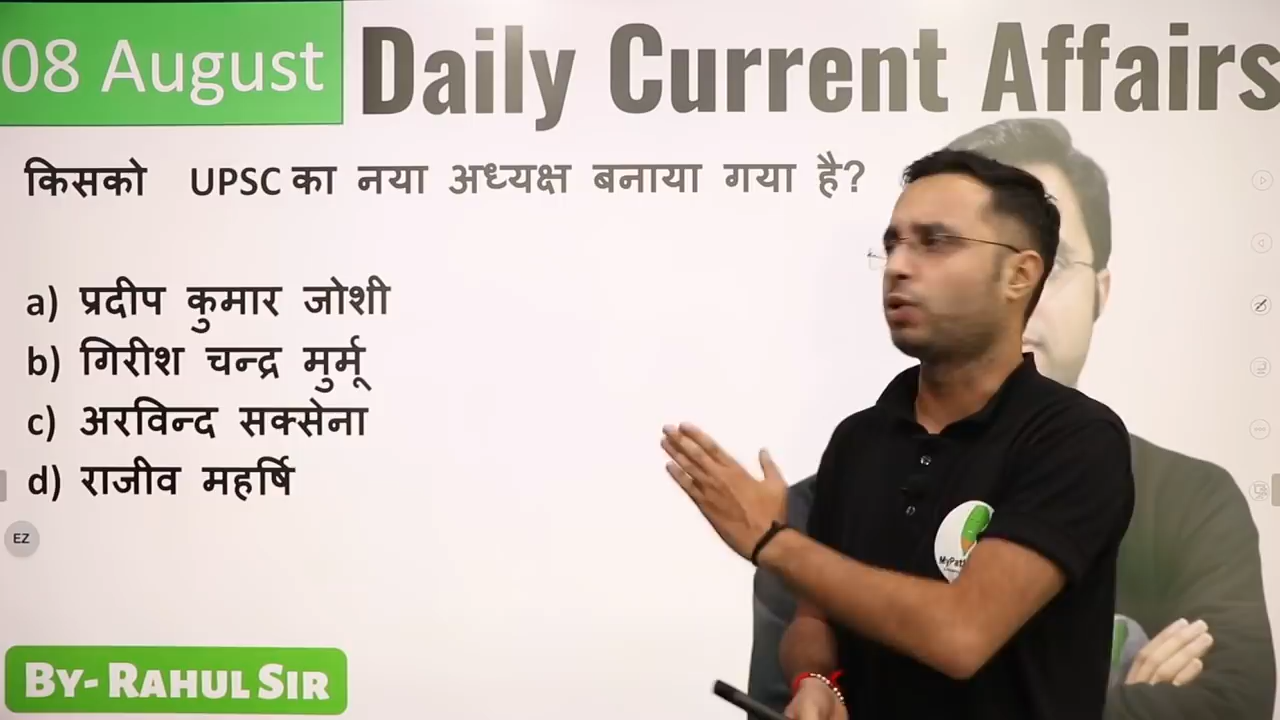 08 August
Daily Current Affairs
किसको UPSC का नया अध्यक्ष बनाया गया है?
a) प्रदीप कुमार जोशी
b) गिरीश चन्द्र मुर्मू
c) अरविन्द सक्सेना
d) राजीव महर्षि
EZ
BY- RAHUL SIR